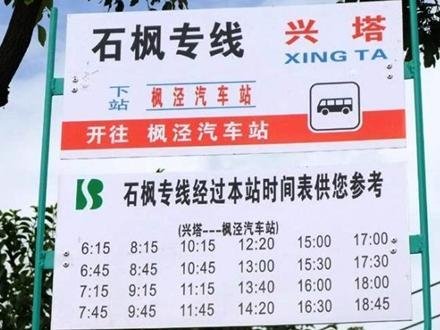 石枫专线 兴塔
XING TA
下站 枫泾汽车站
开往 枫泾汽车站
石枫专线经过本站时间表供您参考
(兴塔---枫泾汽车站)
6:15 8:15 10:15 12:20 15:00 17:00
6:45 8:45 10:45 13:00 15:30 17:30
7:15 9:15 11:15 13:40 16:00 18:00
7:45 9:45 11:45 14:20 16:30 18:45